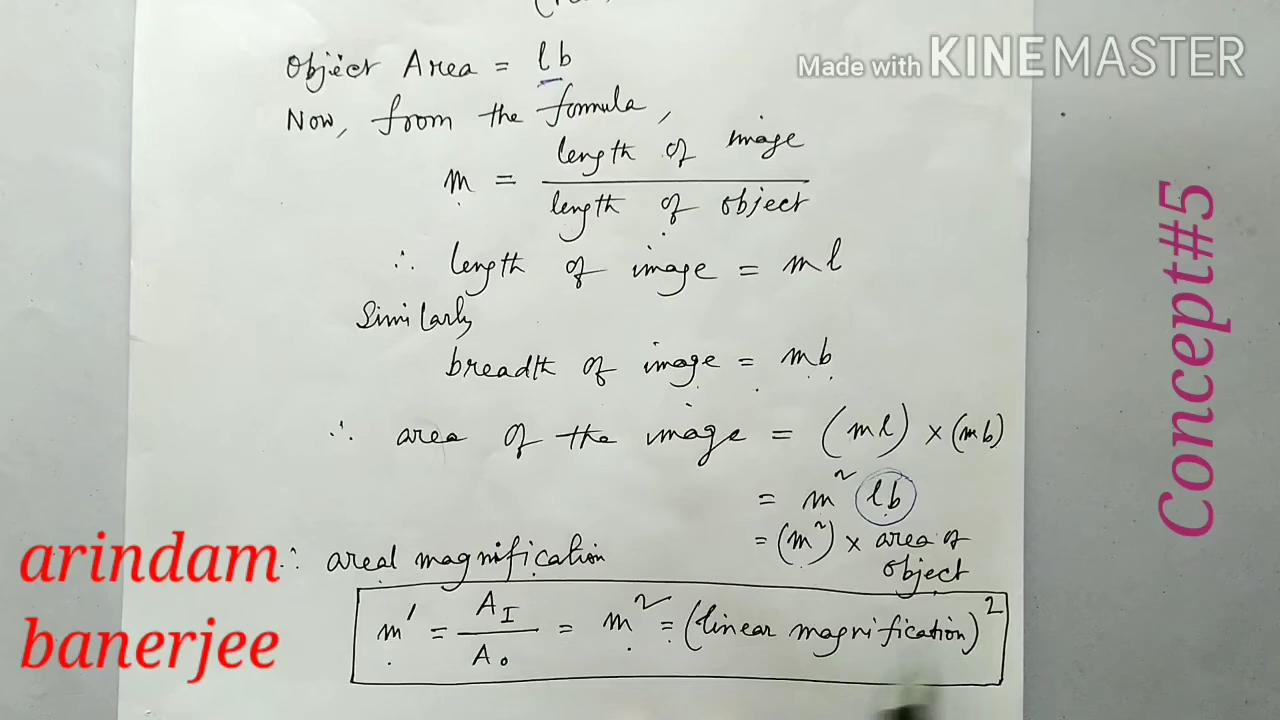 Made with KINEMASTER
Object Area = lb
Now, from the formula,
m = length of image / length of object
∴ length of image = ml
Similarly
breadth of image = mb
∴ area of the image = (ml) × (mb)
= m² (lb)
= (m²) × area of object
∴ areal magnification
m' = A_I / A_o = m² = (linear magnification)²
Concept#5
arindam
banerjee